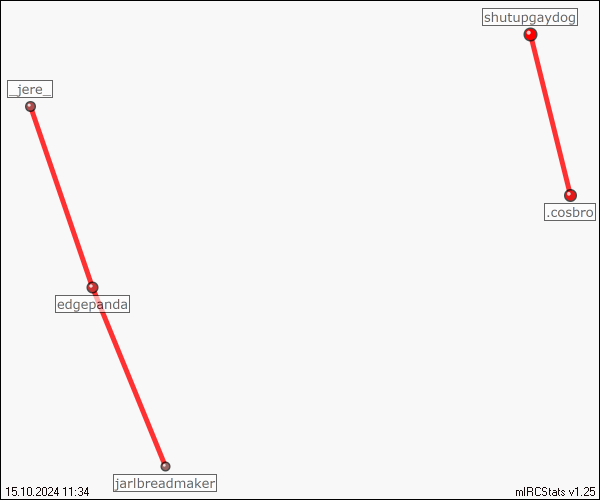 shutupgaydog
_jere_
.cosbro
edgepanda
jarlbreadmaker
15.10.2024 11:34
mIRCStats v1.25